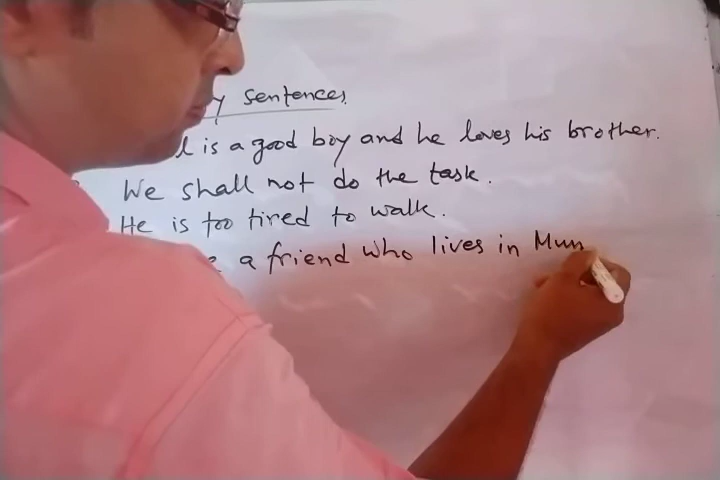 y sentences.
l is a good boy and he loves his brother.
We shall not do the task.
He is too tired to walk.
e a friend who lives in Mum